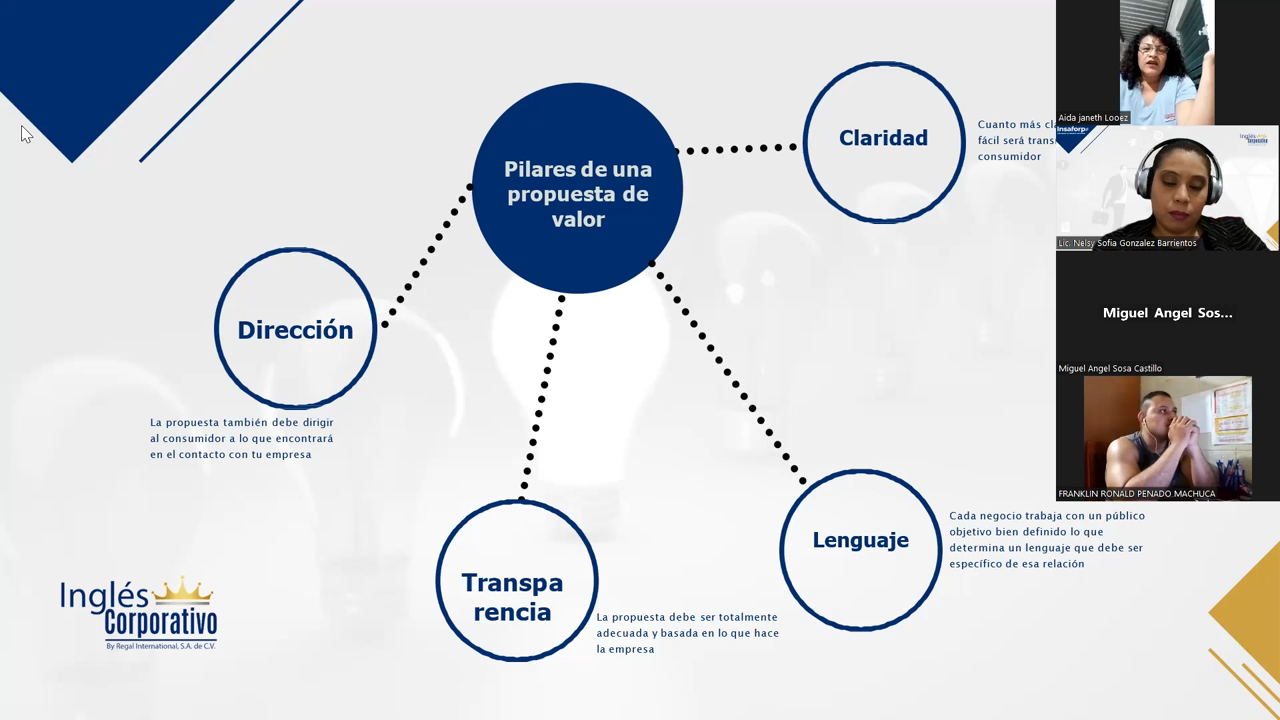 Pilares de una
propuesta de
valor
Claridad
Cuanto más
fácil será
consumidor
Dirección
La propuesta también debe dirigir
al consumidor a lo que encontrará
en el contacto con tu empresa
Transpa
rencia
La propuesta debe ser totalmente
adecuada y basada en lo que hace
la empresa
Lenguaje
Cada negocio trabaja con un público
objetivo bien definido lo que
determina un lenguaje que debe ser
específico de esa relación
Inglés
Corporativo
By Regal International, S.A. de C.V.
Aida janeth Lopez
Insaforp
Inglés
Corporativo
Lic. Nelsy Sofia Gonzalez Barrientos
Miguel Angel Sos...
Miguel Angel Sosa Castillo
FRANKLIN RONALD PENADO MACHUCA